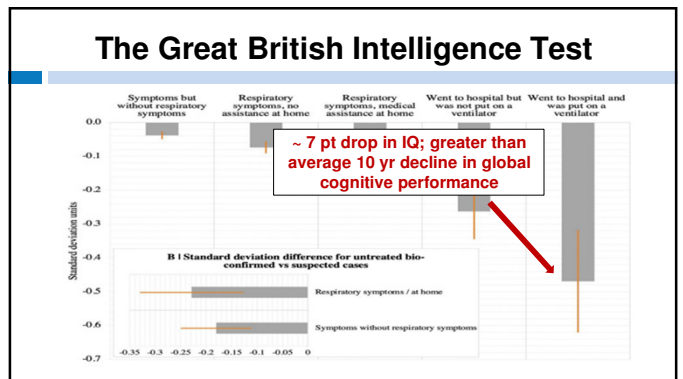 The Great British Intelligence Test
Symptoms but
without respiratory
symptoms
Respiratory
symptoms, no
assistance at home
Respiratory
symptoms, medical
assistance at home
Went to hospital but
was not put on a
ventilator
Went to hospital and
was put on a
ventilator
0.0
-0.1
-0.2
-0.3
-0.4
-0.5
-0.6
-0.7
Standard deviation units
~ 7 pt drop in IQ; greater than
average 10 yr decline in global
cognitive performance
B | Standard deviation difference for untreated bio-
confirmed vs suspected cases
Respiratory symptoms / at home
Symptoms without respiratory symptoms
-0.35 -0.3 -0.25 -0.2 -0.15 -0.1 -0.05 0